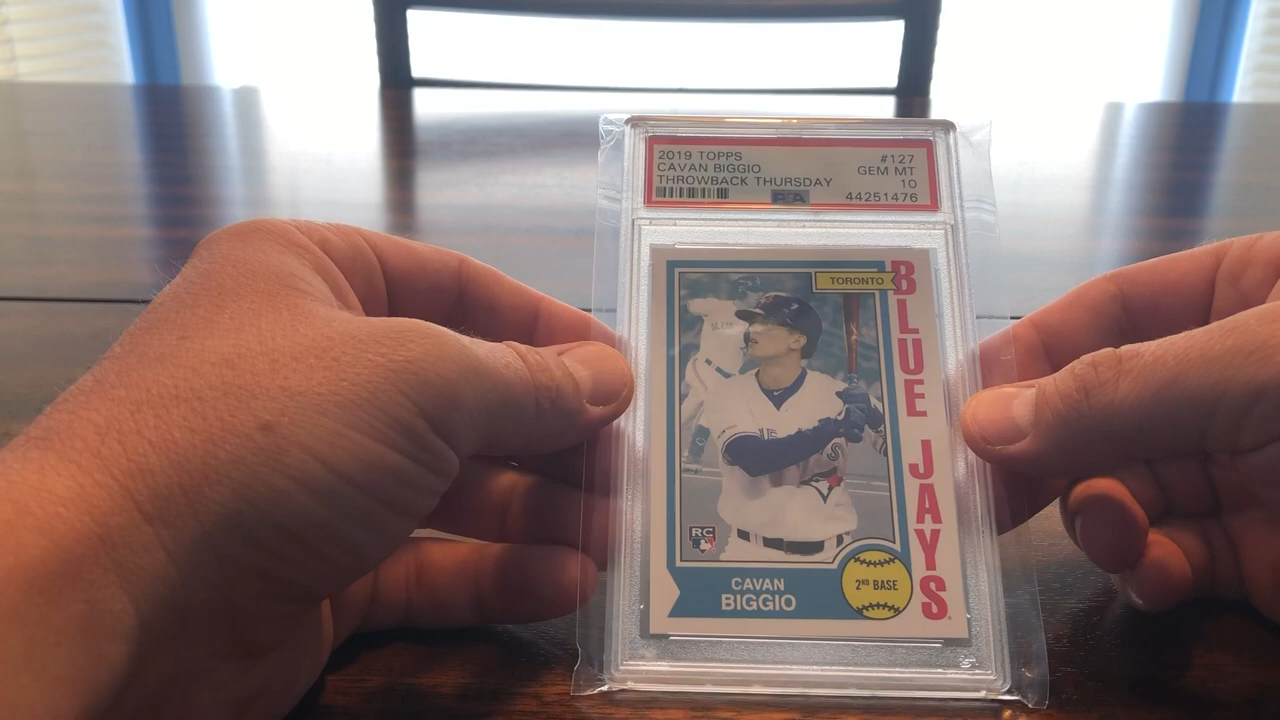 2019 TOPPS #127
CAVAN BIGGIO GEM MT
THROWBACK THURSDAY 10
PSA 44251476
TORONTO
BLUE JAYS
RC
CAVAN
BIGGIO
2ND BASE